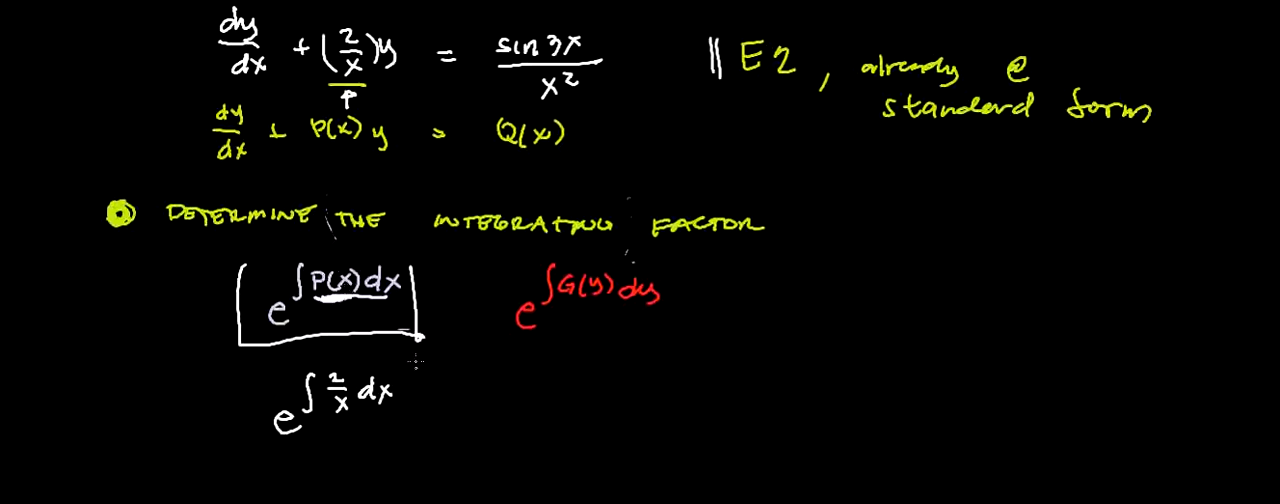 dy/dx + (2/x)y = sin 3x / x² || E2, already @ standard form
P
dy/dx + P(x) y = Q(x)
DETERMINE THE INTEGRATING FACTOR
e^∫P(x)dx e^∫G(y)dy
e^∫2/x dx